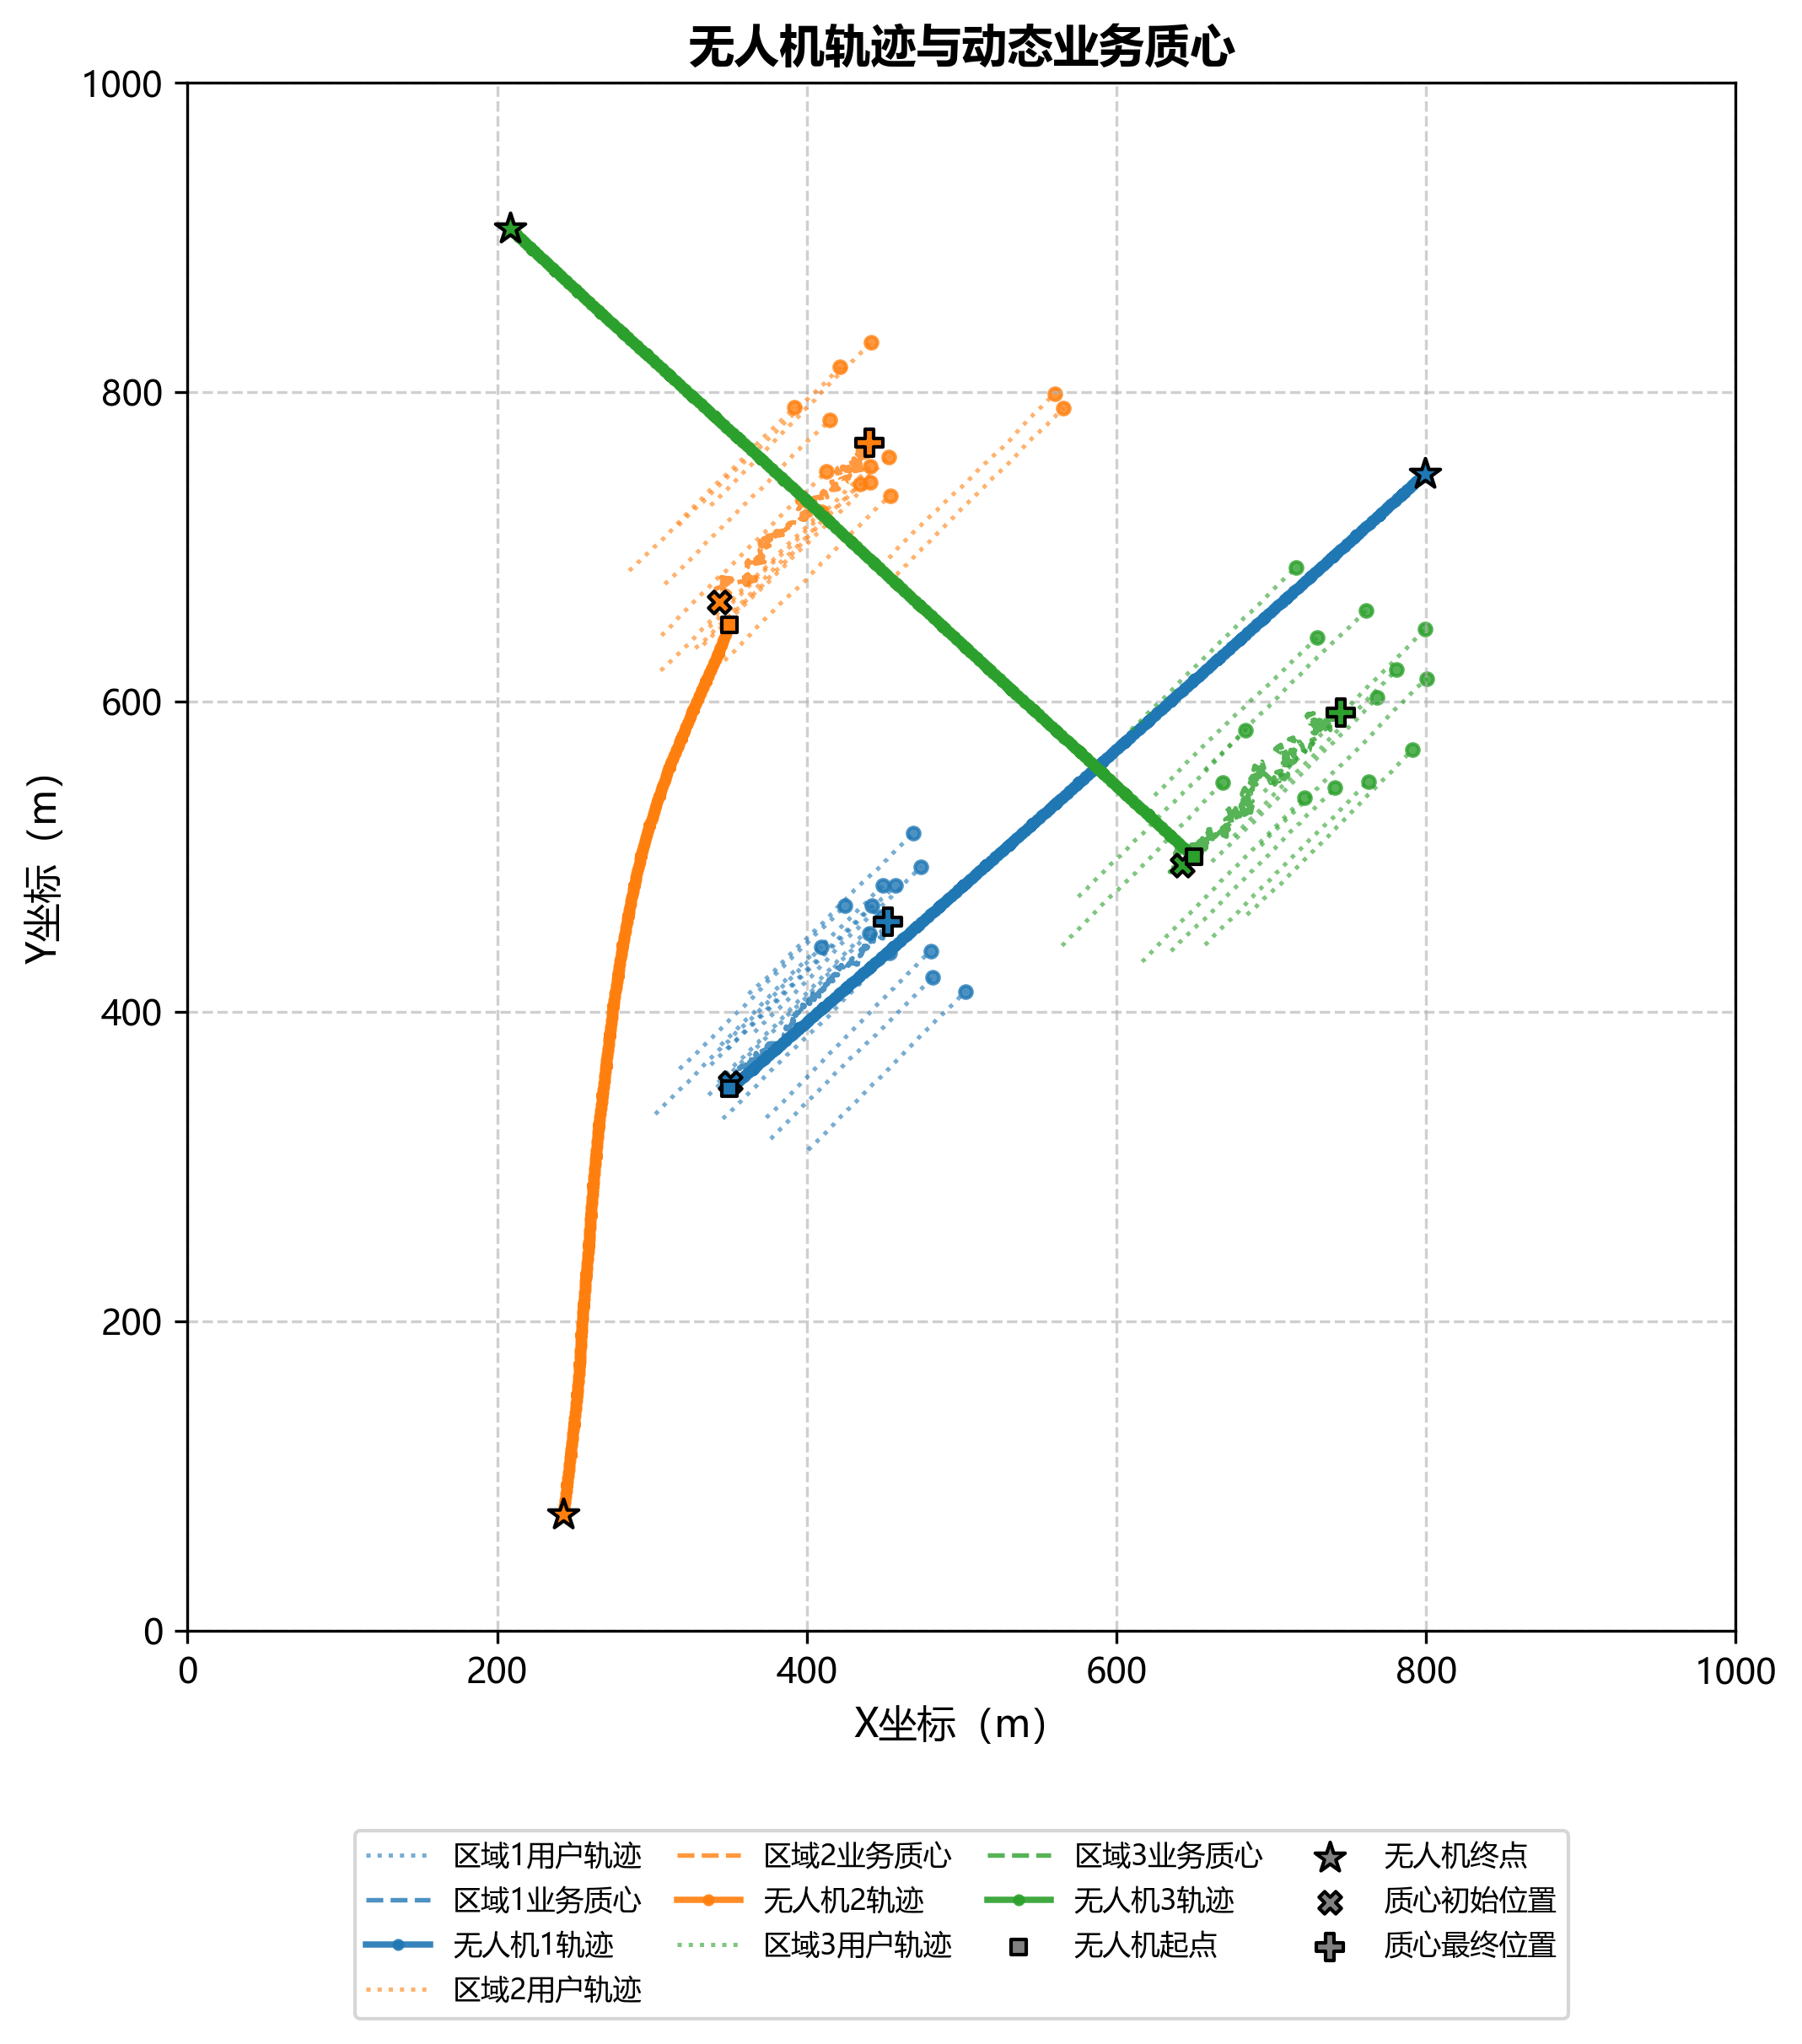 无人机轨迹与动态业务质心
1000
800
600
400
200
0
Y坐标（m）
0 200 400 600 800 1000
X坐标（m）
区域1用户轨迹 区域2业务质心 区域3业务质心 无人机终点
区域1业务质心 无人机2轨迹 无人机3轨迹 质心初始位置
无人机1轨迹 区域3用户轨迹 无人机起点 质心最终位置
区域2用户轨迹